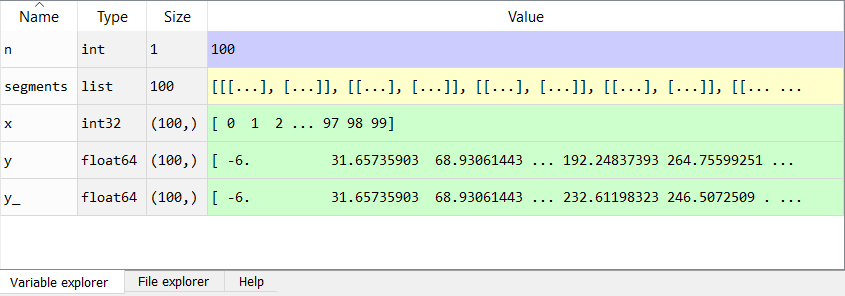 Name Type Size Value
n int 1 100
segments list 100 [[[...], [...]], [[...], [...]], [[...], [...]], [[...], [...]], [[... ...
x int32 (100,) [ 0 1 2 ... 97 98 99]
y float64 (100,) [ -6. 31.65735903 68.93061443 ... 192.24837393 264.75599251 ...
y_ float64 (100,) [ -6. 31.65735903 68.93061443 ... 232.61198323 246.5072509 . ...
Variable explorer File explorer Help